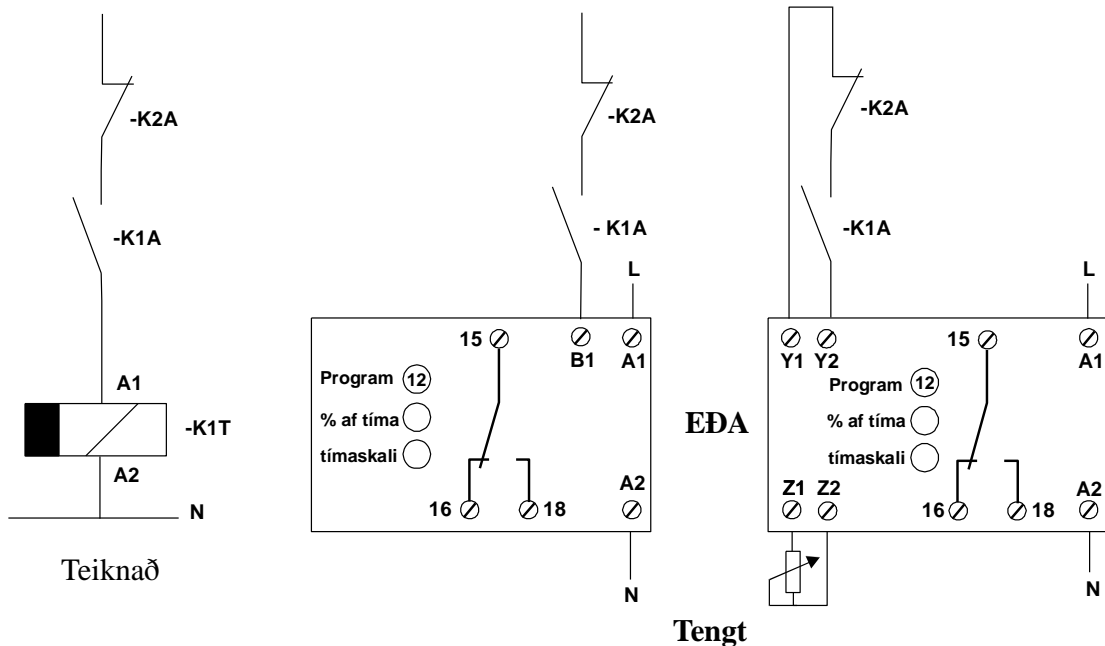 -K2A
-K1A
A1
-K1T
A2
N
Teiknað
-K2A
- K1A
L
15
B1
A1
Program 12
% af tíma
tímaskali
A2
16
18
N
EÐA
-K2A
-K1A
L
Y1
Y2
15
A1
Program 12
% af tíma
tímaskali
Z1
Z2
A2
16
18
N
Tengt